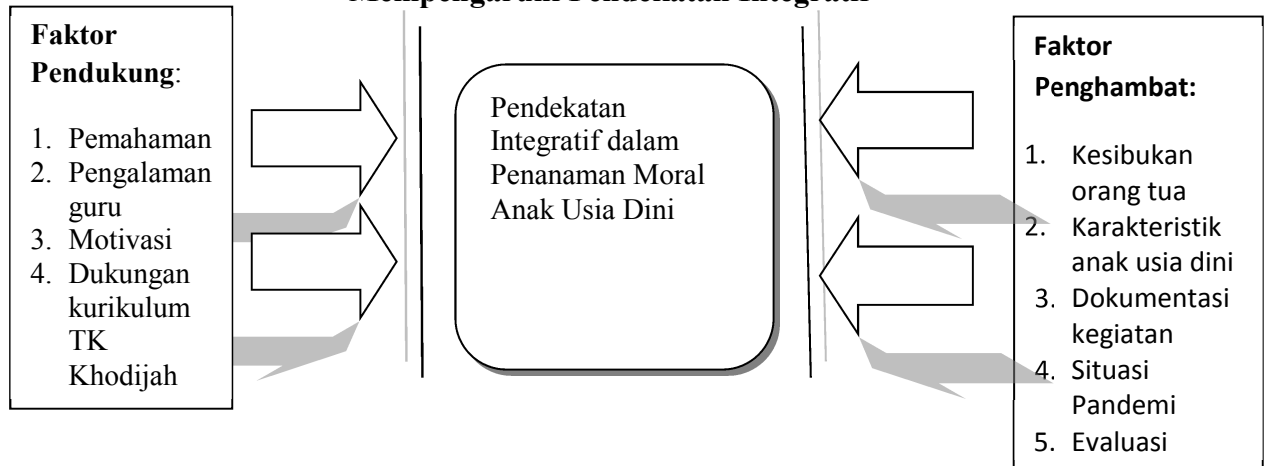 Mempengaruhi Pendekatan Integratif
Faktor
Pendukung:
1. Pemahaman
2. Pengalaman
guru
3. Motivasi
4. Dukungan
kurikulum
TK
Khodijah
Pendekatan
Integratif dalam
Penanaman Moral
Anak Usia Dini
Faktor
Penghambat:
1. Kesibukan
orang tua
2. Karakteristik
anak usia dini
3. Dokumentasi
kegiatan
4. Situasi
Pandemi
5. Evaluasi